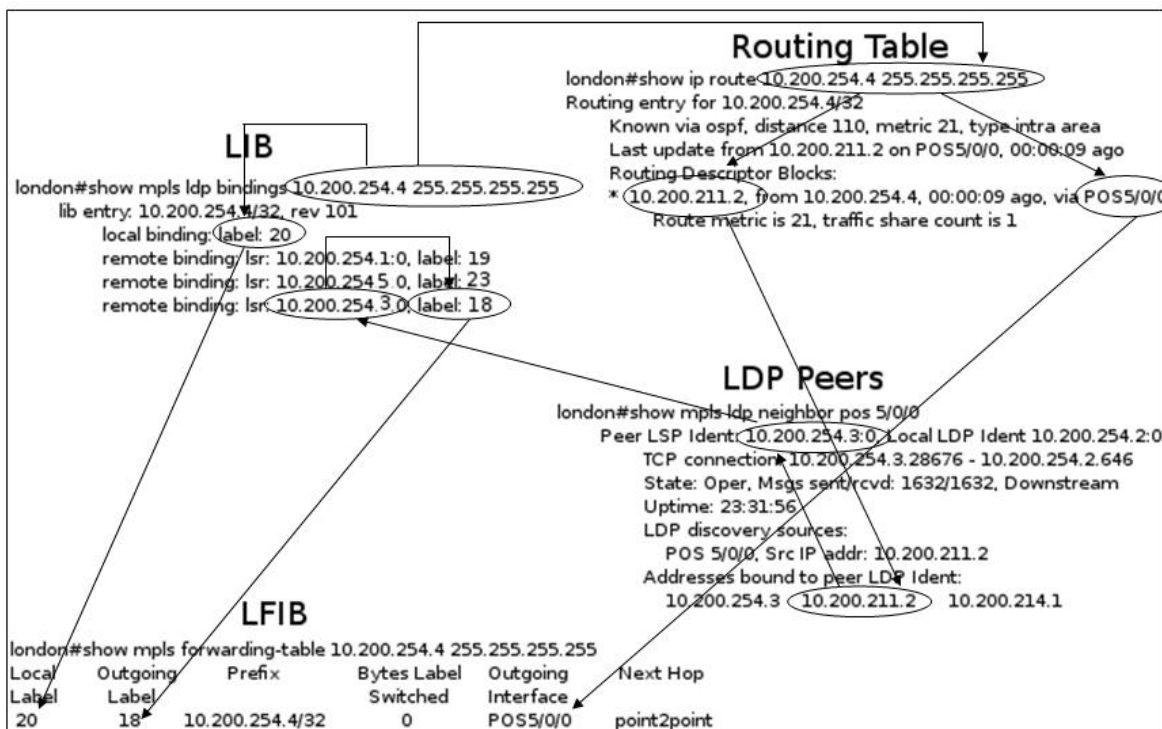 Routing Table
london#show ip route 10.200.254.4 255.255.255.255
Routing entry for 10.200.254.4/32
Known via ospf, distance 110, metric 21, type intra area
Last update from 10.200.211.2 on POS5/0/0, 00:00:09 ago
Routing Descriptor Blocks:
* 10.200.211.2, from 10.200.254.4, 00:00:09 ago, via POS5/0/0
Route metric is 21, traffic share count is 1
LIB
london#show mpls ldp bindings 10.200.254.4 255.255.255.255
lib entry: 10.200.254.4/32, rev 101
local binding: label: 20
remote binding: lsr: 10.200.254.1:0, label: 19
remote binding: lsr: 10.200.254 5.0, label: 23
remote binding: lsr: 10.200.254.3.0, label: 18
LDP Peers
london#show mpls ldp neighbor pos 5/0/0
Peer LSP Ident: 10.200.254.3:0, Local LDP Ident 10.200.254.2:0
TCP connection: 10.200.254.3.28676 - 10.200.254.2.646
State: Oper, Msgs sent/rcvd: 1632/1632, Downstream
Uptime: 23:31:56
LDP discovery sources:
POS 5/0/0, Src IP addr: 10.200.211.2
Addresses bound to peer LDP Ident:
10.200.254.3 10.200.211.2 10.200.214.1
LFIB
london#show mpls forwarding-table 10.200.254.4 255.255.255.255
Local Outgoing Prefix Bytes Label Outgoing Next Hop
Label Label Switched Interface
20 18 10.200.254.4/32 0 POS5/0/0 point2point